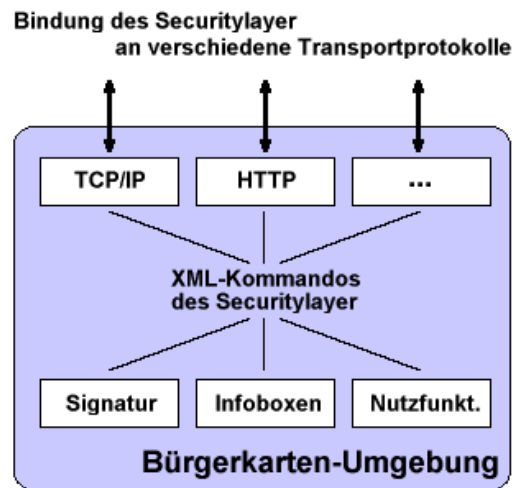 Bindung des Securitylayer
an verschiedene Transportprotokolle
TCP/IP
HTTP
...
XML-Kommandos
des Securitylayer
Signatur
Infoboxen
Nutzfunkt.
Bürgerkarten-Umgebung